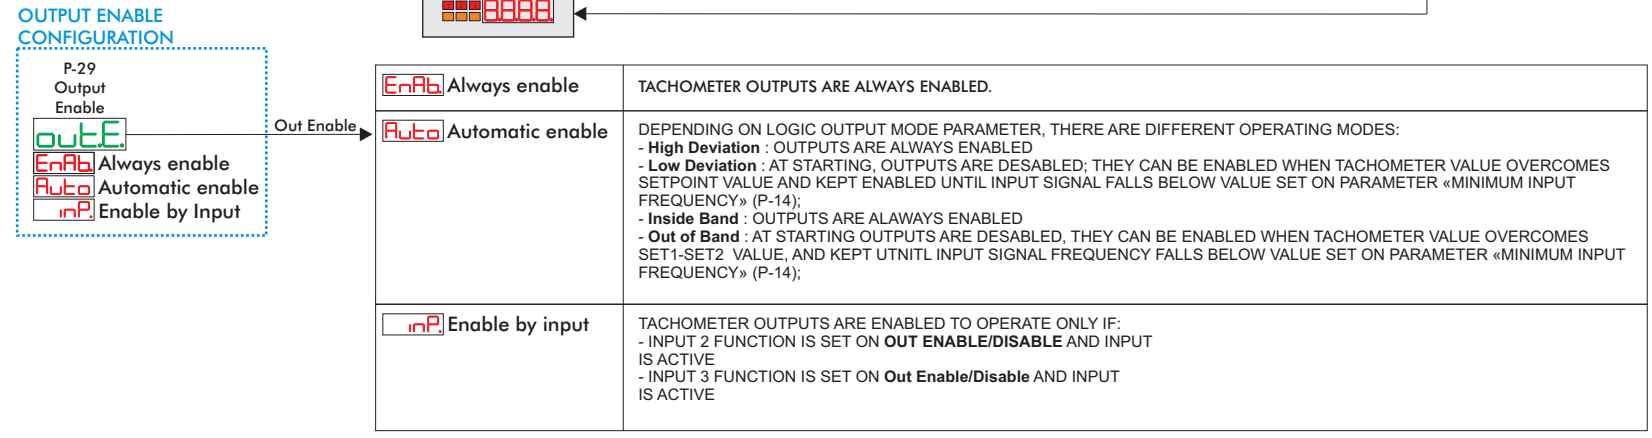 8.8.8.8.
OUTPUT ENABLE
CONFIGURATION
P-29
Output
Enable
out.E.
EnAb. Always enable
Auto Automatic enable
inP. Enable by Input
Out Enable
EnAb. Always enable
TACHOMETER OUTPUTS ARE ALWAYS ENABLED.
Auto Automatic enable
DEPENDING ON LOGIC OUTPUT MODE PARAMETER, THERE ARE DIFFERENT OPERATING MODES:
- High Deviation : OUTPUTS ARE ALWAYS ENABLED
- Low Deviation : AT STARTING, OUTPUTS ARE DESABLED; THEY CAN BE ENABLED WHEN TACHOMETER VALUE OVERCOMES
SETPOINT VALUE AND KEPT ENABLED UNTIL INPUT SIGNAL FALLS BELOW VALUE SET ON PARAMETER «MINIMUM INPUT
FREQUENCY» (P-14);
- Inside Band : OUTPUTS ARE ALAWAYS ENABLED
- Out of Band : AT STARTING OUTPUTS ARE DESABLED, THEY CAN BE ENABLED WHEN TACHOMETER VALUE OVERCOMES
SET1-SET2 VALUE, AND KEPT UTNITL INPUT SIGNAL FREQUENCY FALLS BELOW VALUE SET ON PARAMETER «MINIMUM INPUT
FREQUENCY» (P-14);
inP. Enable by input
TACHOMETER OUTPUTS ARE ENABLED TO OPERATE ONLY IF:
- INPUT 2 FUNCTION IS SET ON OUT ENABLE/DISABLE AND INPUT
IS ACTIVE
- INPUT 3 FUNCTION IS SET ON Out Enable/Disable AND INPUT
IS ACTIVE